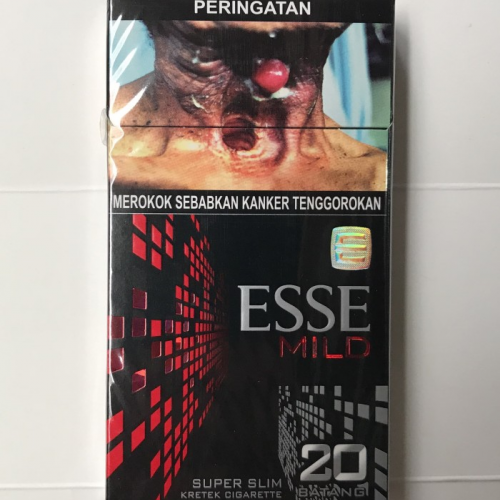 PERINGATAN
MEROKOK SEBABKAN KANKER TENGGOROKAN
ESSE
MILD
20
BATANG
SUPER SLIM
KRETEK CIGARETTE